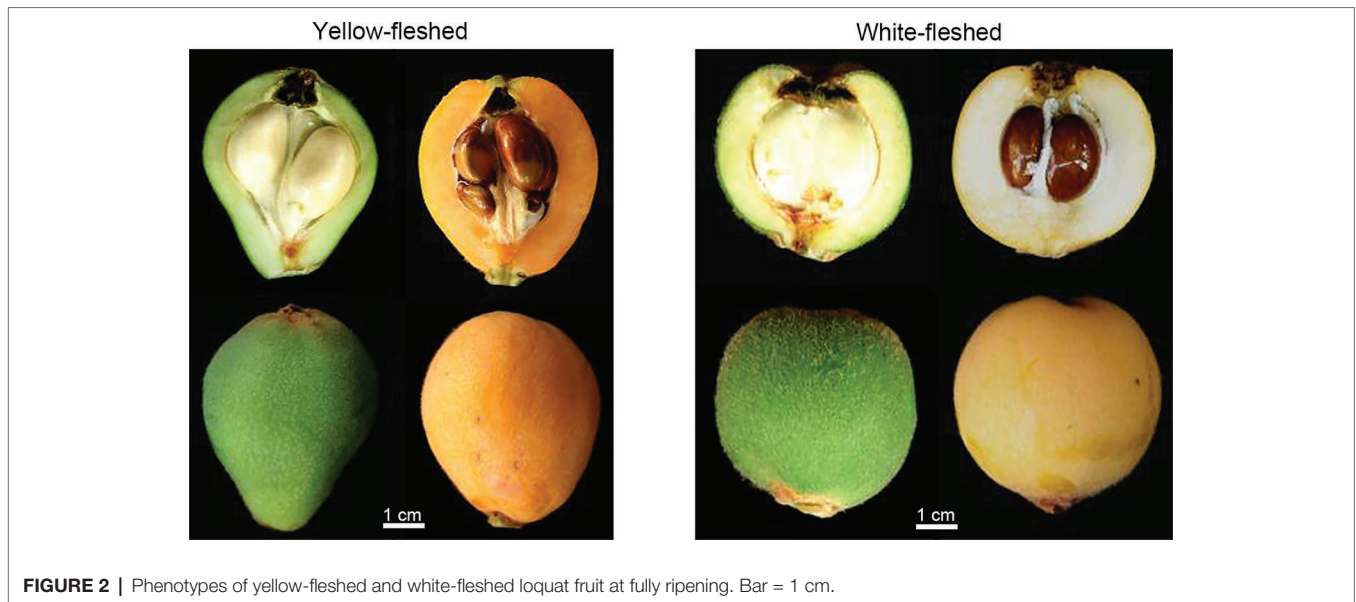 Yellow-fleshed
White-fleshed
1 cm
1 cm
FIGURE 2 | Phenotypes of yellow-fleshed and white-fleshed loquat fruit at fully ripening. Bar = 1 cm.